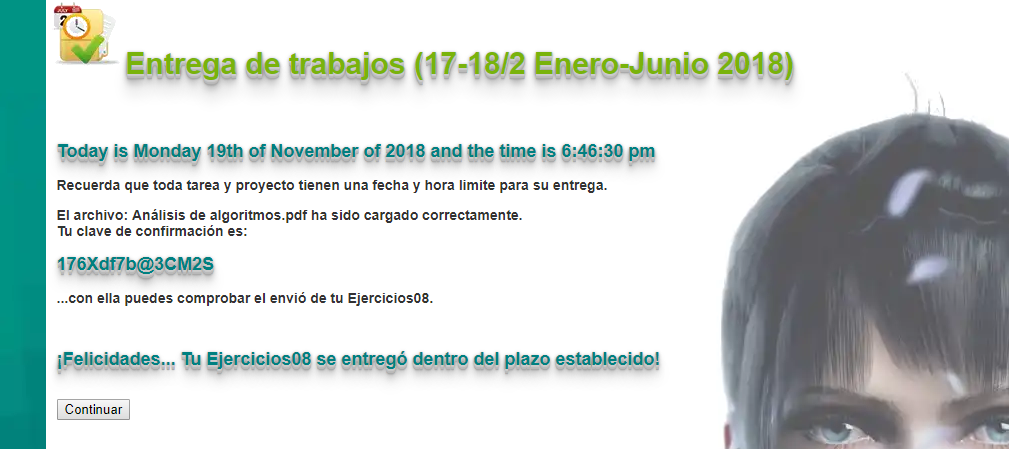 JULY
2
Entrega de trabajos (17-18/2 Enero-Junio 2018)
Today is Monday 19th of November of 2018 and the time is 6:46:30 pm
Recuerda que toda tarea y proyecto tienen una fecha y hora limite para su entrega.
El archivo: Análisis de algoritmos.pdf ha sido cargado correctamente.
Tu clave de confirmación es:
176Xdf7b@3CM2S
...con ella puedes comprobar el envió de tu Ejercicios08.
¡Felicidades... Tu Ejercicios08 se entregó dentro del plazo establecido!
Continuar